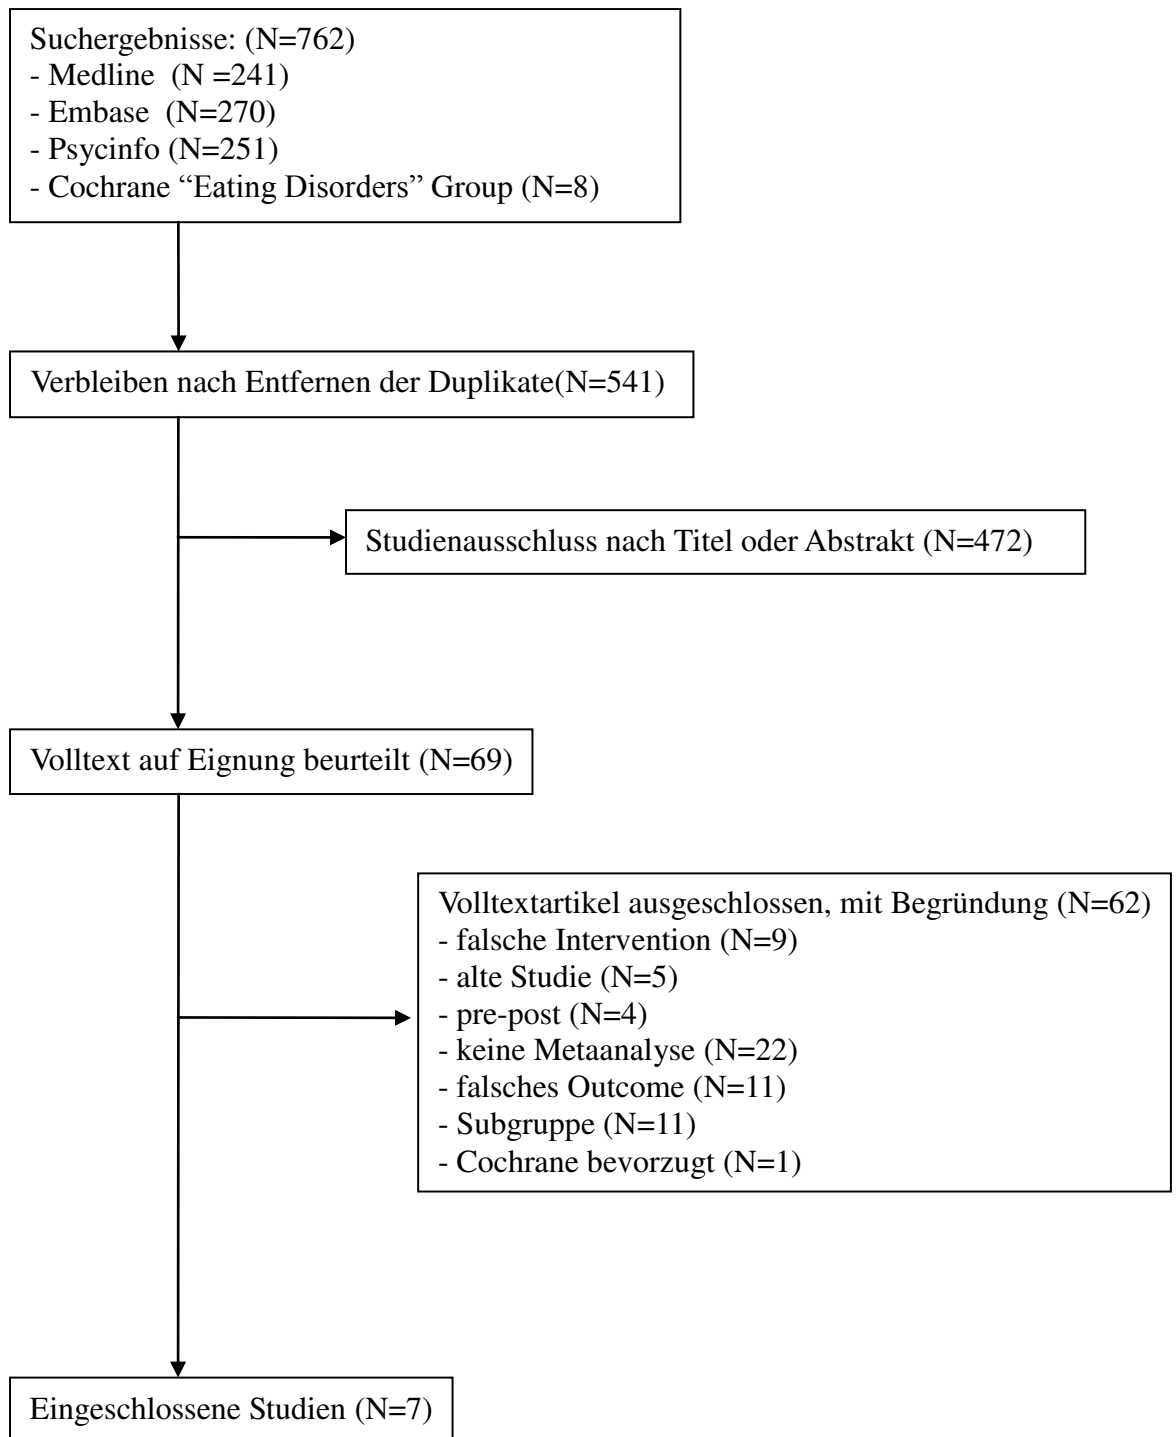 Suchergebnisse: (N=762)
- Medline  (N =241)
- Embase  (N=270)
- Psycinfo (N=251)
- Cochrane “Eating Disorders” Group (N=8)
Verbleiben nach Entfernen der Duplikate(N=541)
Studienausschluss nach Titel oder Abstrakt (N=472)
Volltext auf Eignung beurteilt (N=69)
Volltextartikel ausgeschlossen, mit Begründung (N=62)
- falsche Intervention (N=9)
- alte Studie (N=5)
- pre-post (N=4)
- keine Metaanalyse (N=22)
- falsches Outcome (N=11)
- Subgruppe (N=11)
- Cochrane bevorzugt (N=1)
Eingeschlossene Studien (N=7)